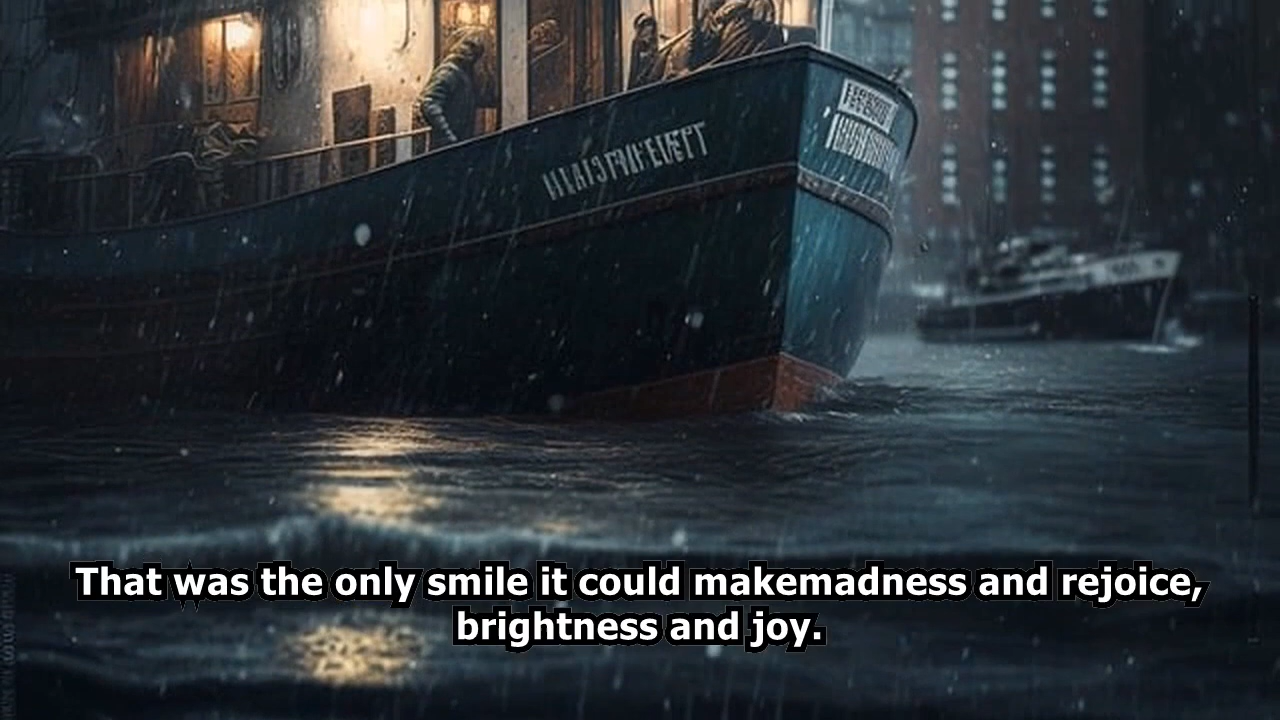 That was the only smile it could makemadness and rejoice,
brightness and joy.